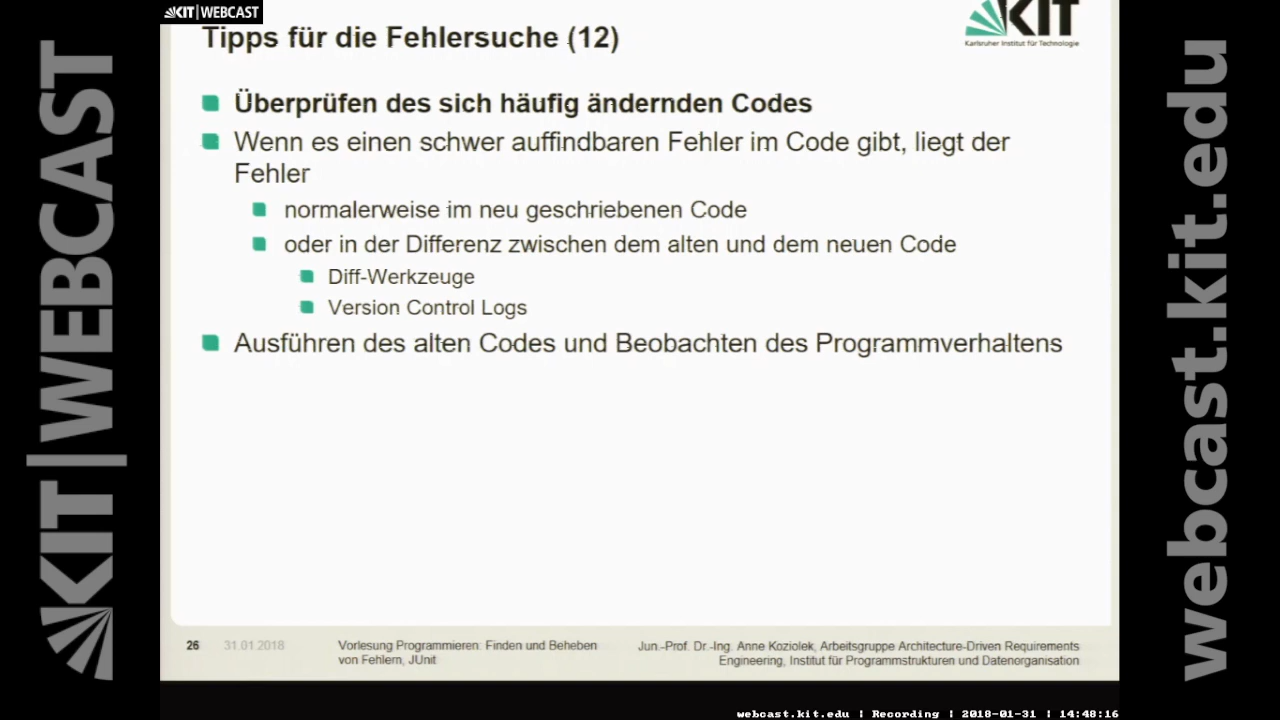 KIT|WEBCAST
KIT
Karlsruher Institut für Technologie
Tipps für die Fehlersuche (12)
Überprüfen des sich häufig ändernden Codes
Wenn es einen schwer auffindbaren Fehler im Code gibt, liegt der
Fehler
normalerweise im neu geschriebenen Code
oder in der Differenz zwischen dem alten und dem neuen Code
Diff-Werkzeuge
Version Control Logs
Ausführen des alten Codes und Beobachten des Programmverhaltens
26
31.01.2018
Vorlesung Programmieren: Finden und Beheben
von Fehlern, JUnit
Jun.-Prof. Dr.-Ing. Anne Koziolek, Arbeitsgruppe Architecture-Driven Requirements
Engineering, Institut für Programmstrukturen und Datenorganisation
KIT|WEBCAST
webcast.kit.edu
webcast.kit.edu | Recording | 2018-01-31 | 14:48:16